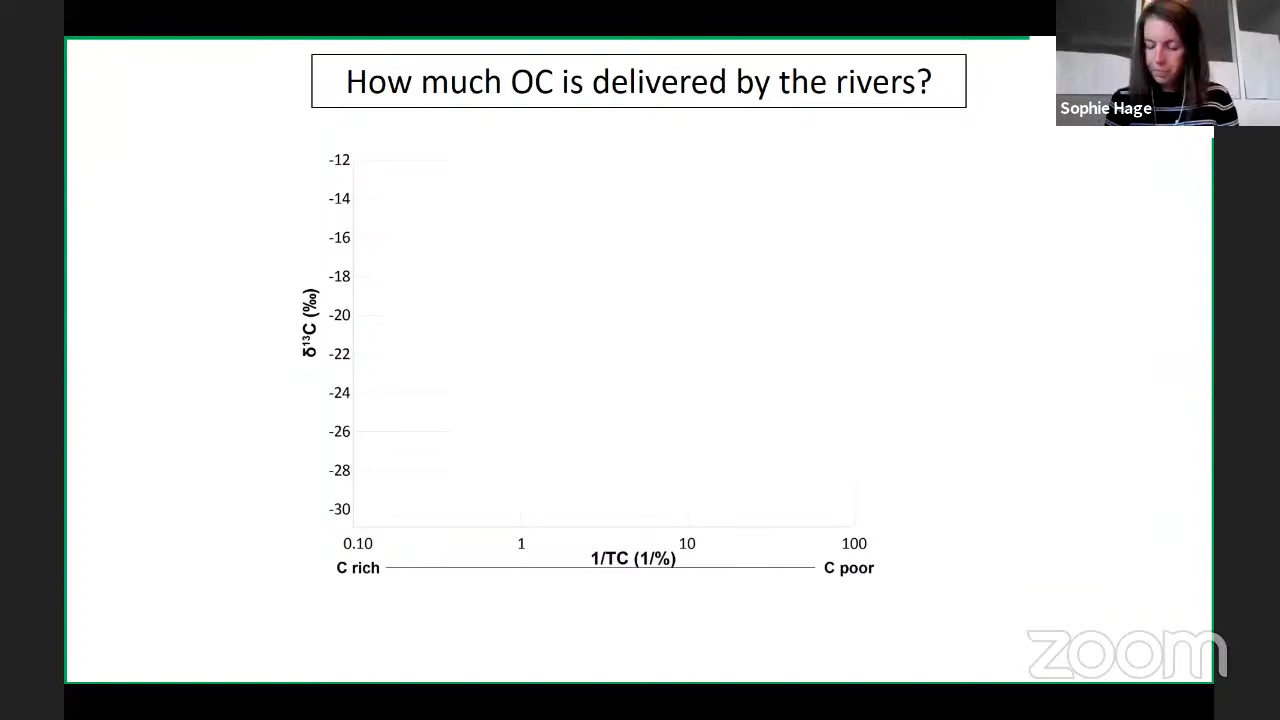 How much OC is delivered by the rivers?
Sophie Hage
-12
-14
-16
-18
-20
-22
-24
-26
-28
-30
δ¹³C (‰)
0.10 1 10 100
1/TC (1/%)
C rich C poor
zoom